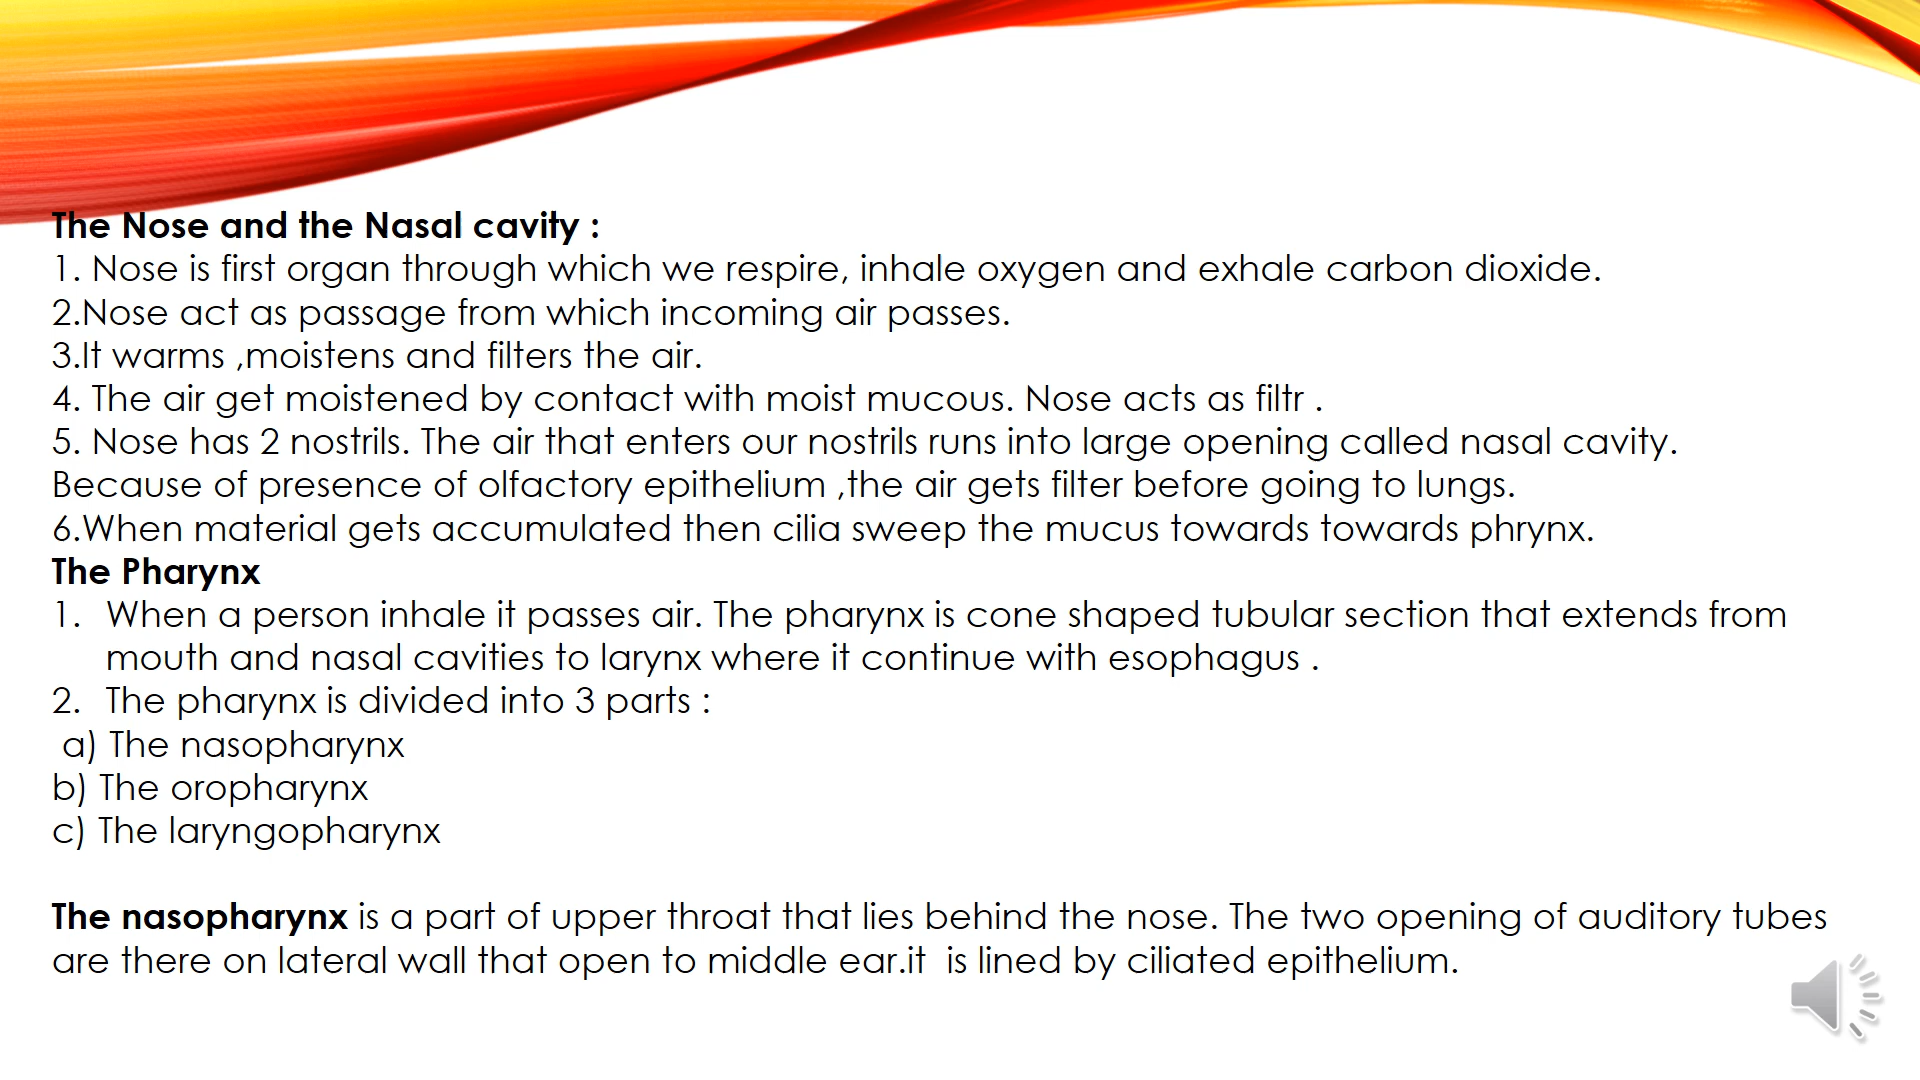 The Nose and the Nasal cavity :
1. Nose is first organ through which we respire, inhale oxygen and exhale carbon dioxide.
2.Nose act as passage from which incoming air passes.
3.It warms ,moistens and filters the air.
4. The air get moistened by contact with moist mucous. Nose acts as filtr .
5. Nose has 2 nostrils. The air that enters our nostrils runs into large opening called nasal cavity.
Because of presence of olfactory epithelium ,the air gets filter before going to lungs.
6.When material gets accumulated then cilia sweep the mucus towards towards phrynx.
The Pharynx
1. When a person inhale it passes air. The pharynx is cone shaped tubular section that extends from
mouth and nasal cavities to larynx where it continue with esophagus .
2. The pharynx is divided into 3 parts :
a) The nasopharynx
b) The oropharynx
c) The laryngopharynx
The nasopharynx is a part of upper throat that lies behind the nose. The two opening of auditory tubes
are there on lateral wall that open to middle ear.it  is lined by ciliated epithelium.